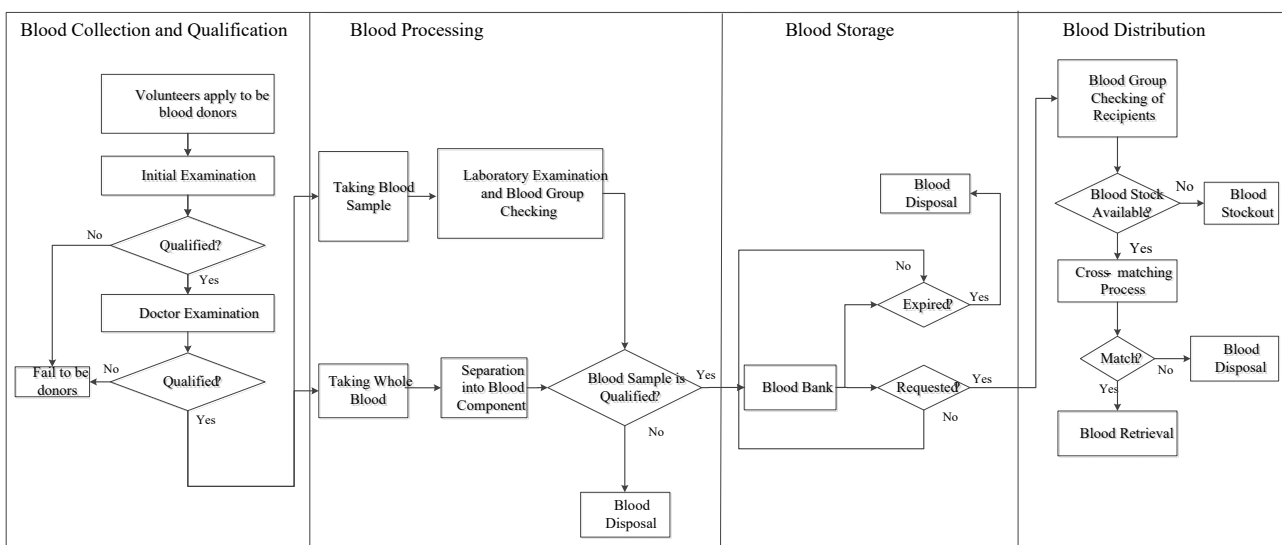 Blood Collection and Qualification
Volunteers apply to be
blood donors
Initial Examination
Qualified?
No
Yes
Doctor Examination
Qualified?
No
Fail to be
donors
Yes
Blood Processing
Taking Blood
Sample
Laboratory Examination
and Blood Group
Checking
Taking Whole
Blood
Separation
into Blood
Component
Blood Sample is
Qualified?
Yes
No
Blood
Disposal
Blood Storage
Blood
Disposal
No
Expired?
Yes
Blood Bank
Requested?
Yes
No
Blood Distribution
Blood Group
Checking of
Recipients
Blood Stock
Available?
No
Blood
Stockout
Yes
Cross- matching
Process
Match?
No
Blood
Disposal
Yes
Blood Retrieval